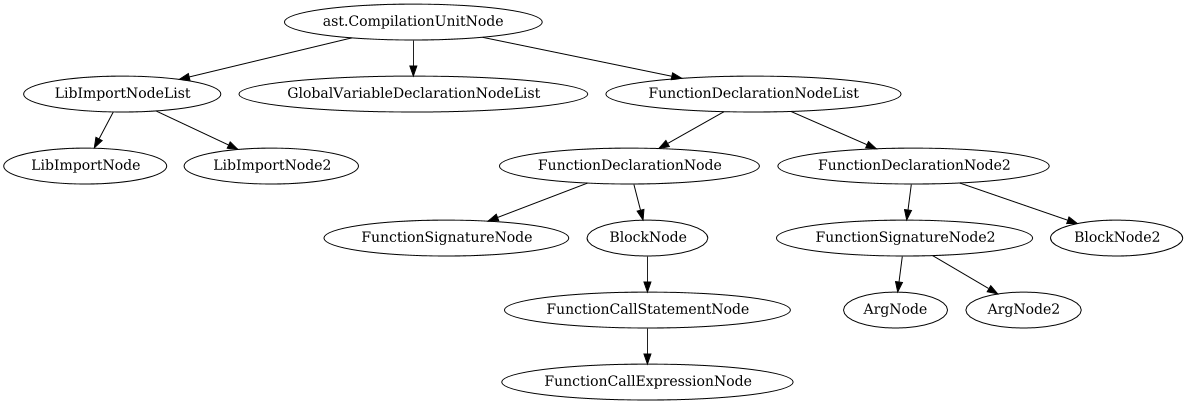 ast.CompilationUnitNode
LibImportNodeList
GlobalVariableDeclarationNodeList
FunctionDeclarationNodeList
LibImportNode
LibImportNode2
FunctionDeclarationNode
FunctionDeclarationNode2
FunctionSignatureNode
BlockNode
FunctionSignatureNode2
BlockNode2
FunctionCallStatementNode
ArgNode
ArgNode2
FunctionCallExpressionNode